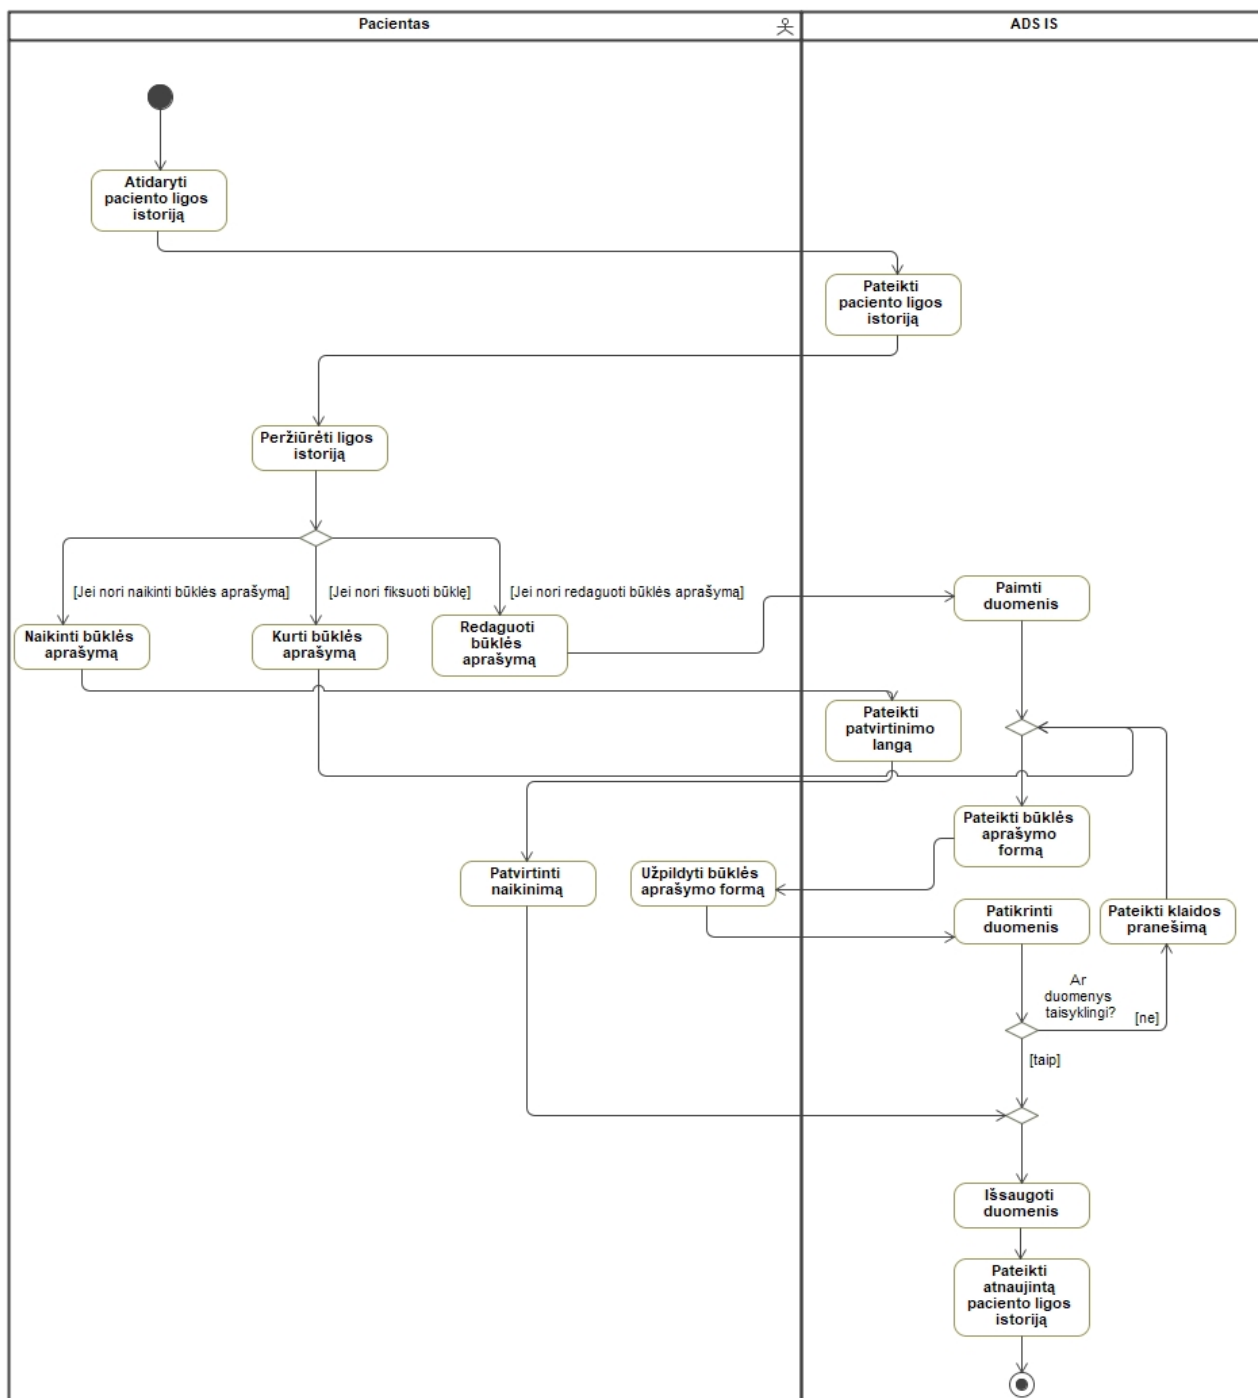 Pacientas
ADS IS
Atidaryti
paciento ligos
istoriją
Pateikti
paciento ligos
istoriją
Peržiūrėti ligos
istoriją
[Jei nori naikinti būklės aprašymą]
[Jei nori fiksuoti būklę]
[Jei nori redaguoti būklės aprašymą]
Naikinti būklės
aprašymą
Kurti būklės
aprašymą
Redaguoti
būklės
aprašymą
Paimti
duomenis
Pateikti
patvirtinimo
langą
Pateikti būklės
aprašymo
formą
Patvirtinti
naikinimą
Užpildyti būklės
aprašymo formą
Patikrinti
duomenis
Pateikti klaidos
pranešimą
Ar
duomenys
taisyklingi?
[ne]
[taip]
Išsaugoti
duomenis
Pateikti
atnaujintą
paciento ligos
istoriją